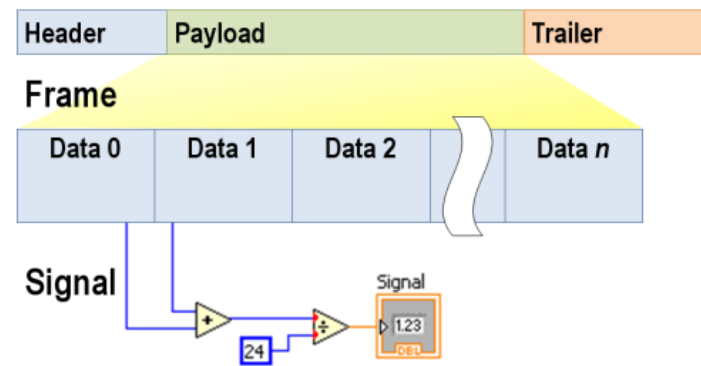 Header Payload Trailer
Frame
Data 0 Data 1 Data 2 Data n
Signal
Signal
+
÷
1.23
24
DBL